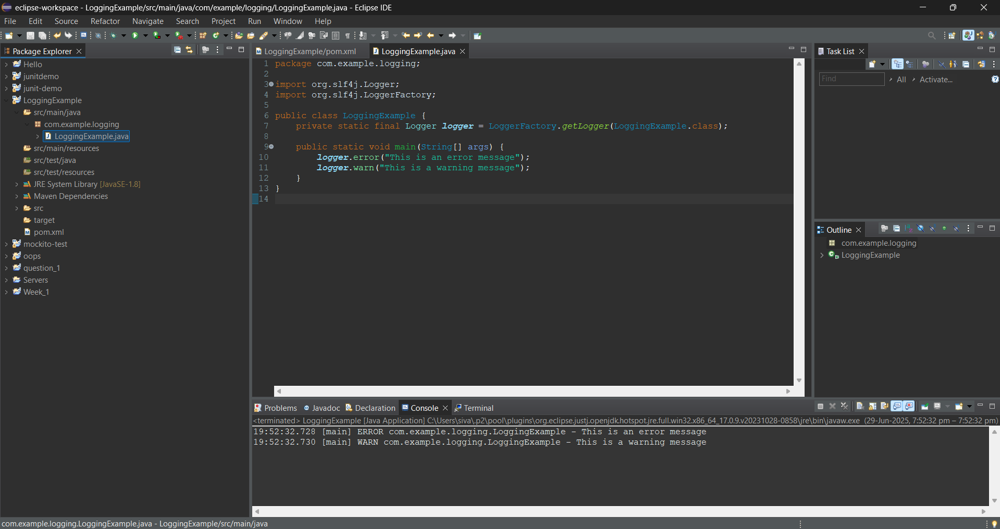 eclipse-workspace - LoggingExample/src/main/java/com/example/logging/LoggingExample.java - Eclipse IDE
File Edit Source Refactor Navigate Search Project Run Window Help
Package Explorer
Hello
junitdemo
junit-demo
LoggingExample
src/main/java
com.example.logging
LoggingExample.java
src/main/resources
src/test/java
src/test/resources
JRE System Library [JavaSE-1.8]
Maven Dependencies
src
target
pom.xml
mockito-test
oops
question_1
Servers
Week_1
LoggingExample/pom.xml LoggingExample.java
1 package com.example.logging;
2
3 import org.slf4j.Logger;
4 import org.slf4j.LoggerFactory;
5
6 public class LoggingExample {
7     private static final Logger logger = LoggerFactory.getLogger(LoggingExample.class);
8
9     public static void main(String[] args) {
10         logger.error("This is an error message");
11         logger.warn("This is a warning message");
12     }
13 }
14
Task List
Find All Activate...
Outline
com.example.logging
LoggingExample
Problems @ Javadoc Declaration Console Terminal
<terminated> LoggingExample [Java Application] C:\Users\siva\.p2\pool\plugins\org.eclipse.justj.openjdk.hotspot.jre.full.win32.x86_64_17.0.9.v20231028-0858\jre\bin\javaw.exe (29-Jun-2025, 7:52:32 pm – 7:52:32 pm)
19:52:32.728 [main] ERROR com.example.logging.LoggingExample - This is an error message
19:52:32.730 [main] WARN com.example.logging.LoggingExample - This is a warning message
com.example.logging.LoggingExample.java - LoggingExample/src/main/java